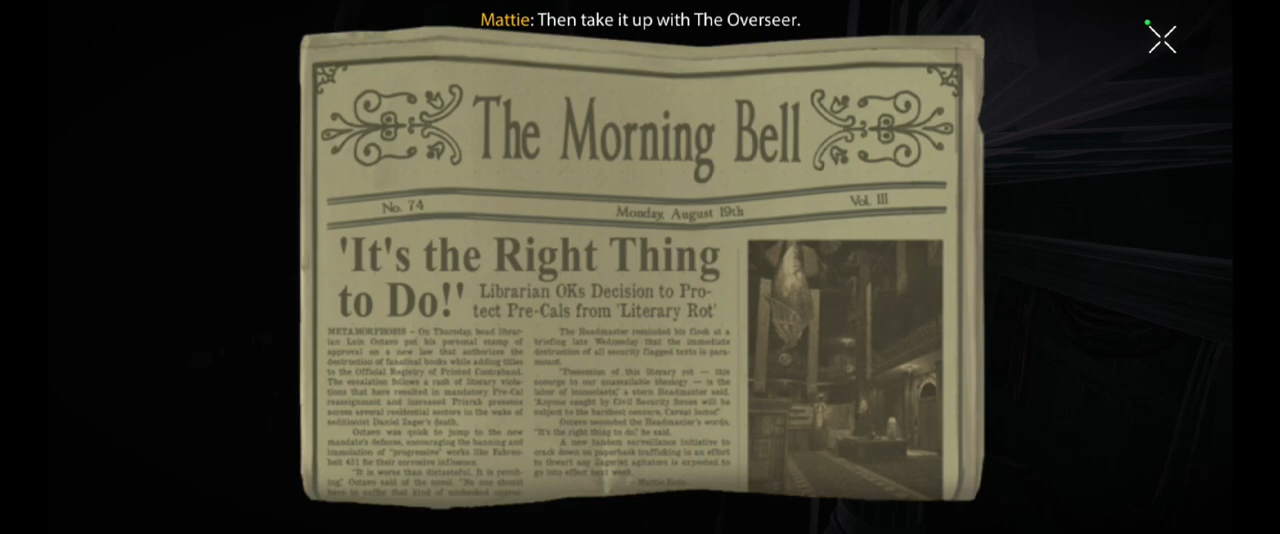 Mattie: Then take it up with The Overseer.
The Morning Bell
No. 74
Monday, August 19th
Vol. III
'It's the Right Thing
to Do!'
Librarian OKs Decision to Pro-
tect Pre-Cals from 'Literary Rot'
METAMORPHOSIS - On Thursday, head librar-
ian Luis Octavo put his personal stamp of
approval on a new law that authorizes the
destruction of fanatical books while adding titles
to the Official Registry of Printed Contraband.
The escalation follows a rash of literary viola-
tions that have resulted in mandatory Pre-Cal
reassignment and increased Priarak presence
across several residential sectors in the wake of
seditionist Daniel Zager's death.
Octavo was quick to jump to the new
mandate's defense, encouraging the banning and
immolation of "progressive" works like Fahren-
heit 451 for their corrosive influence.
"It is worse than distasteful. It is revolt-
ing," Octavo said of the novel. "No one should
have to suffer that kind of unchecked
The Headmaster reminded his flock at a
briefing late Wednesday that the immediate
destruction of all security flagged texts is para-
mount.
"Possession of this literary rot — this
scourge to our unassailable theology — is the
labor of iconoclasts," a stern Headmaster said.
"Anyone caught by Civil Security forces will be
subject to the harshest censure. Caveat lector."
Octavo seconded the Headmaster's words.
"It's the right thing to do," he said.
A new tandem surveillance initiative to
crack down on paperback trafficking in an effort
to thwart any Zagerist agitators is expected to
go into effect next week.
- Mattie